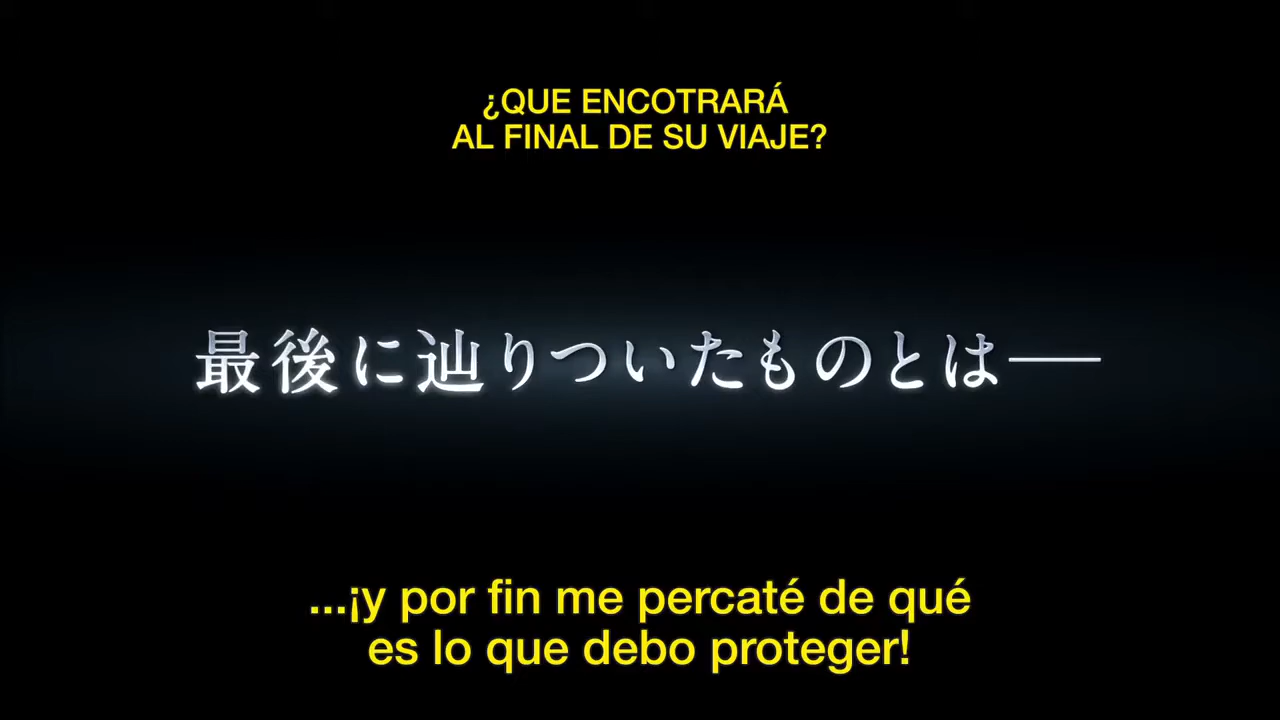 ¿QUE ENCOTRARÁ
AL FINAL DE SU VIAJE?
最後に辿りついたものとは──
...¡y por fin me percaté de qué
es lo que debo proteger!